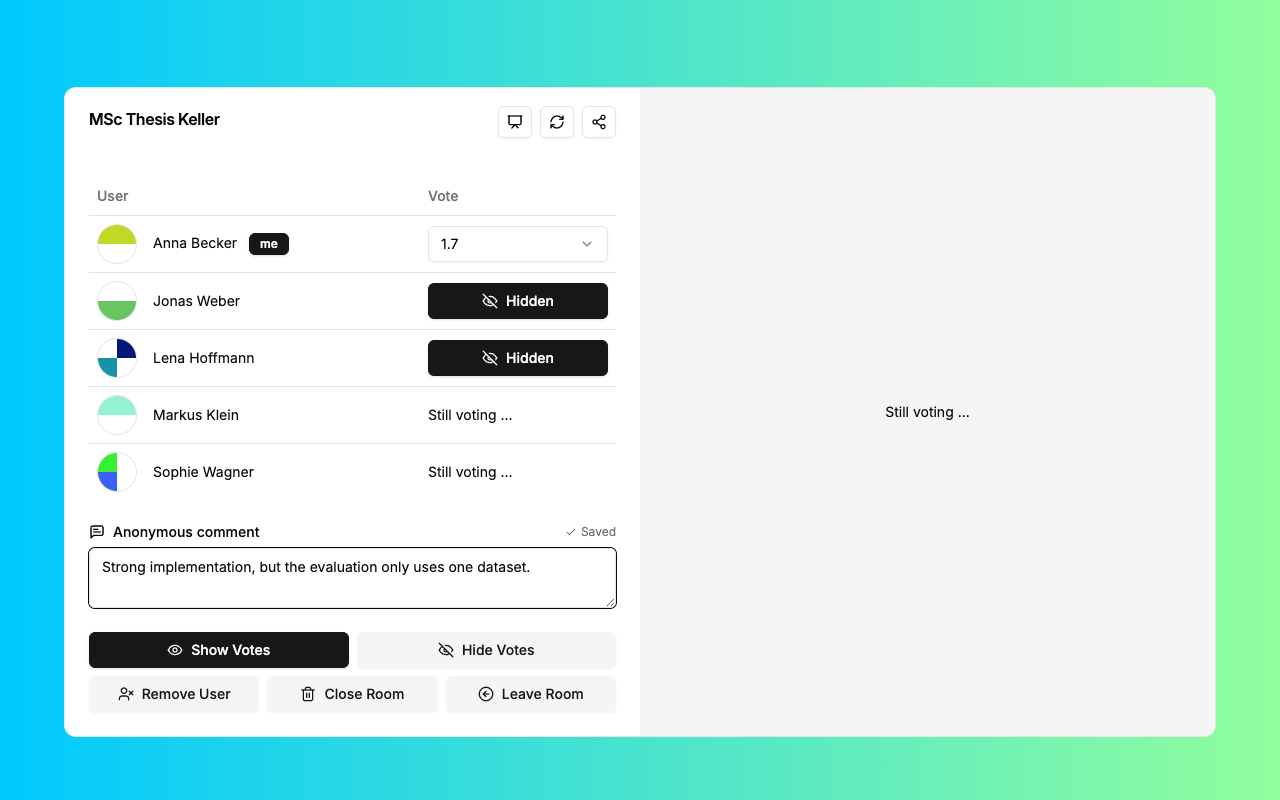 MSc Thesis Keller
User Vote
Anna Becker me 1.7
Jonas Weber Hidden
Lena Hoffmann Hidden
Markus Klein Still voting ...
Sophie Wagner Still voting ...
Anonymous comment Saved
Strong implementation, but the evaluation only uses one dataset.
Show Votes Hide Votes
Remove User Close Room Leave Room
Still voting ...